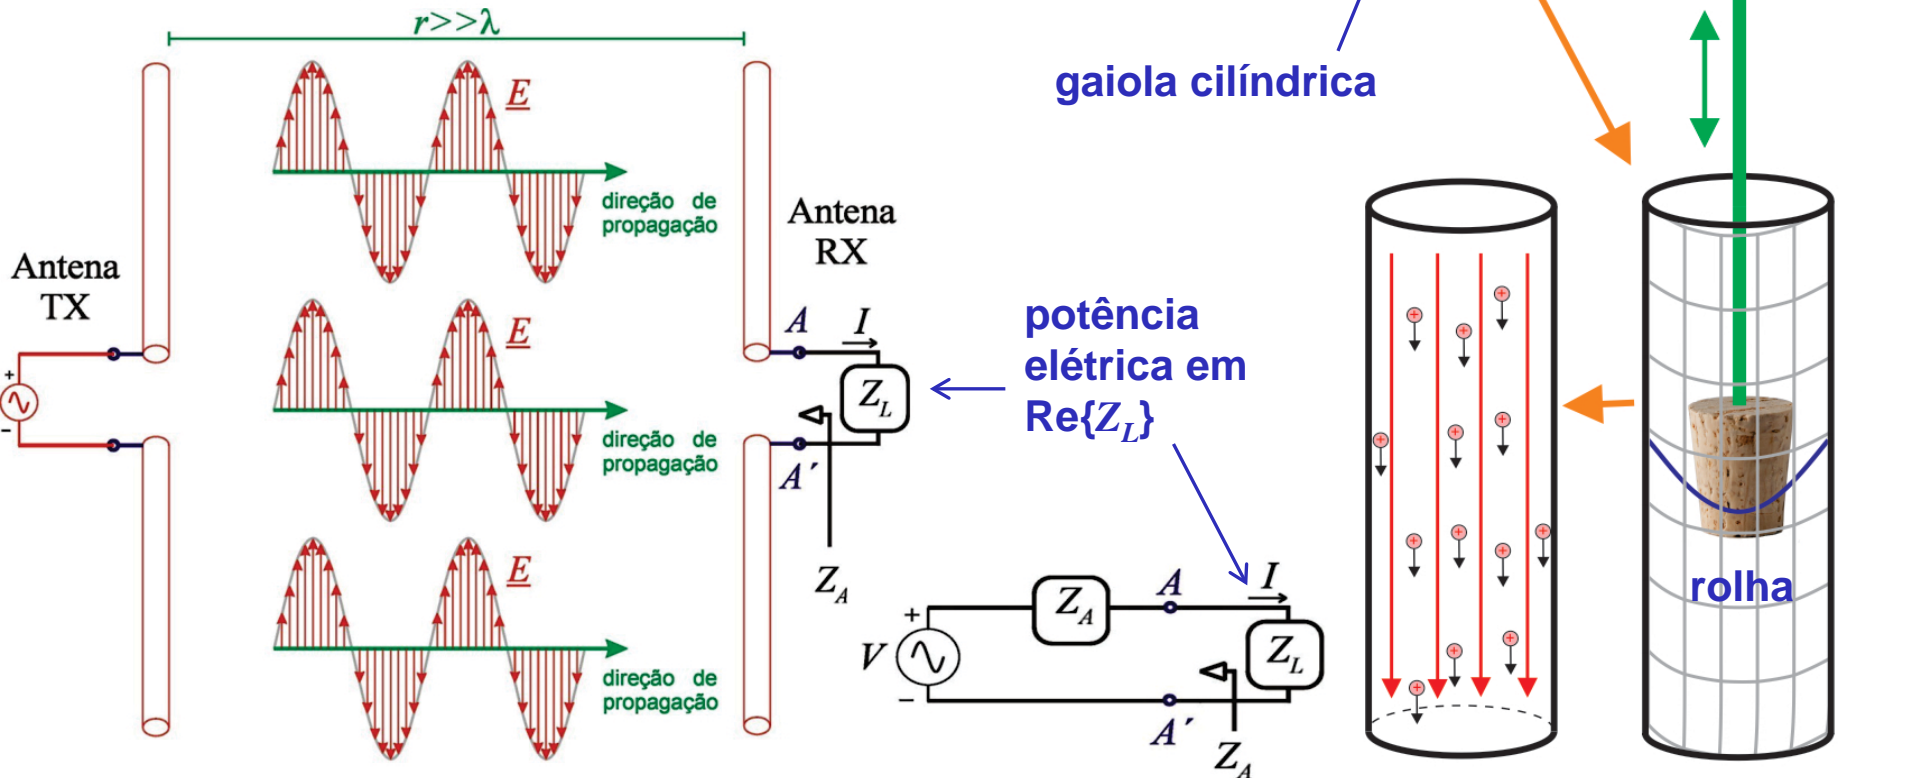 r>>λ
Antena
TX
+
−
E
direção de
propagação
E
direção de
propagação
E
direção de
propagação
Antena
RX
A
I
Z_L
A´
Z_A
potência
elétrica em
Re{Z_L}
V
+
−
Z_A
A
I
Z_L
A´
Z_A
gaiola cilíndrica
+
+
+
+
+
+
+
+
+
+
+
+
+
rolha